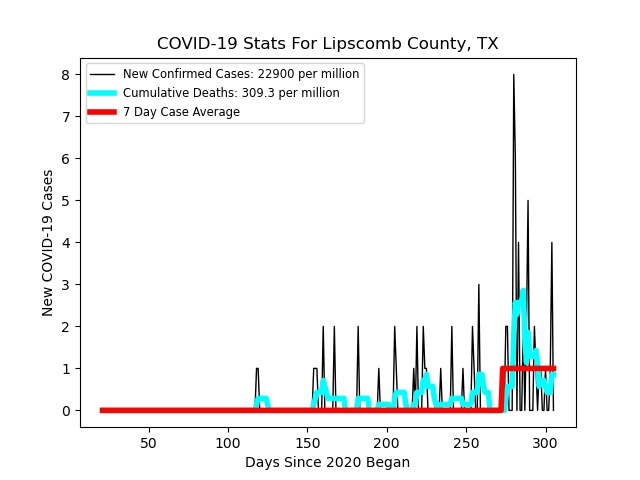 COVID-19 Stats For Lipscomb County, TX
New Confirmed Cases: 22900 per million
Cumulative Deaths: 309.3 per million
7 Day Case Average
New COVID-19 Cases
8
7
6
5
4
3
2
1
0
50 100 150 200 250 300
Days Since 2020 Began